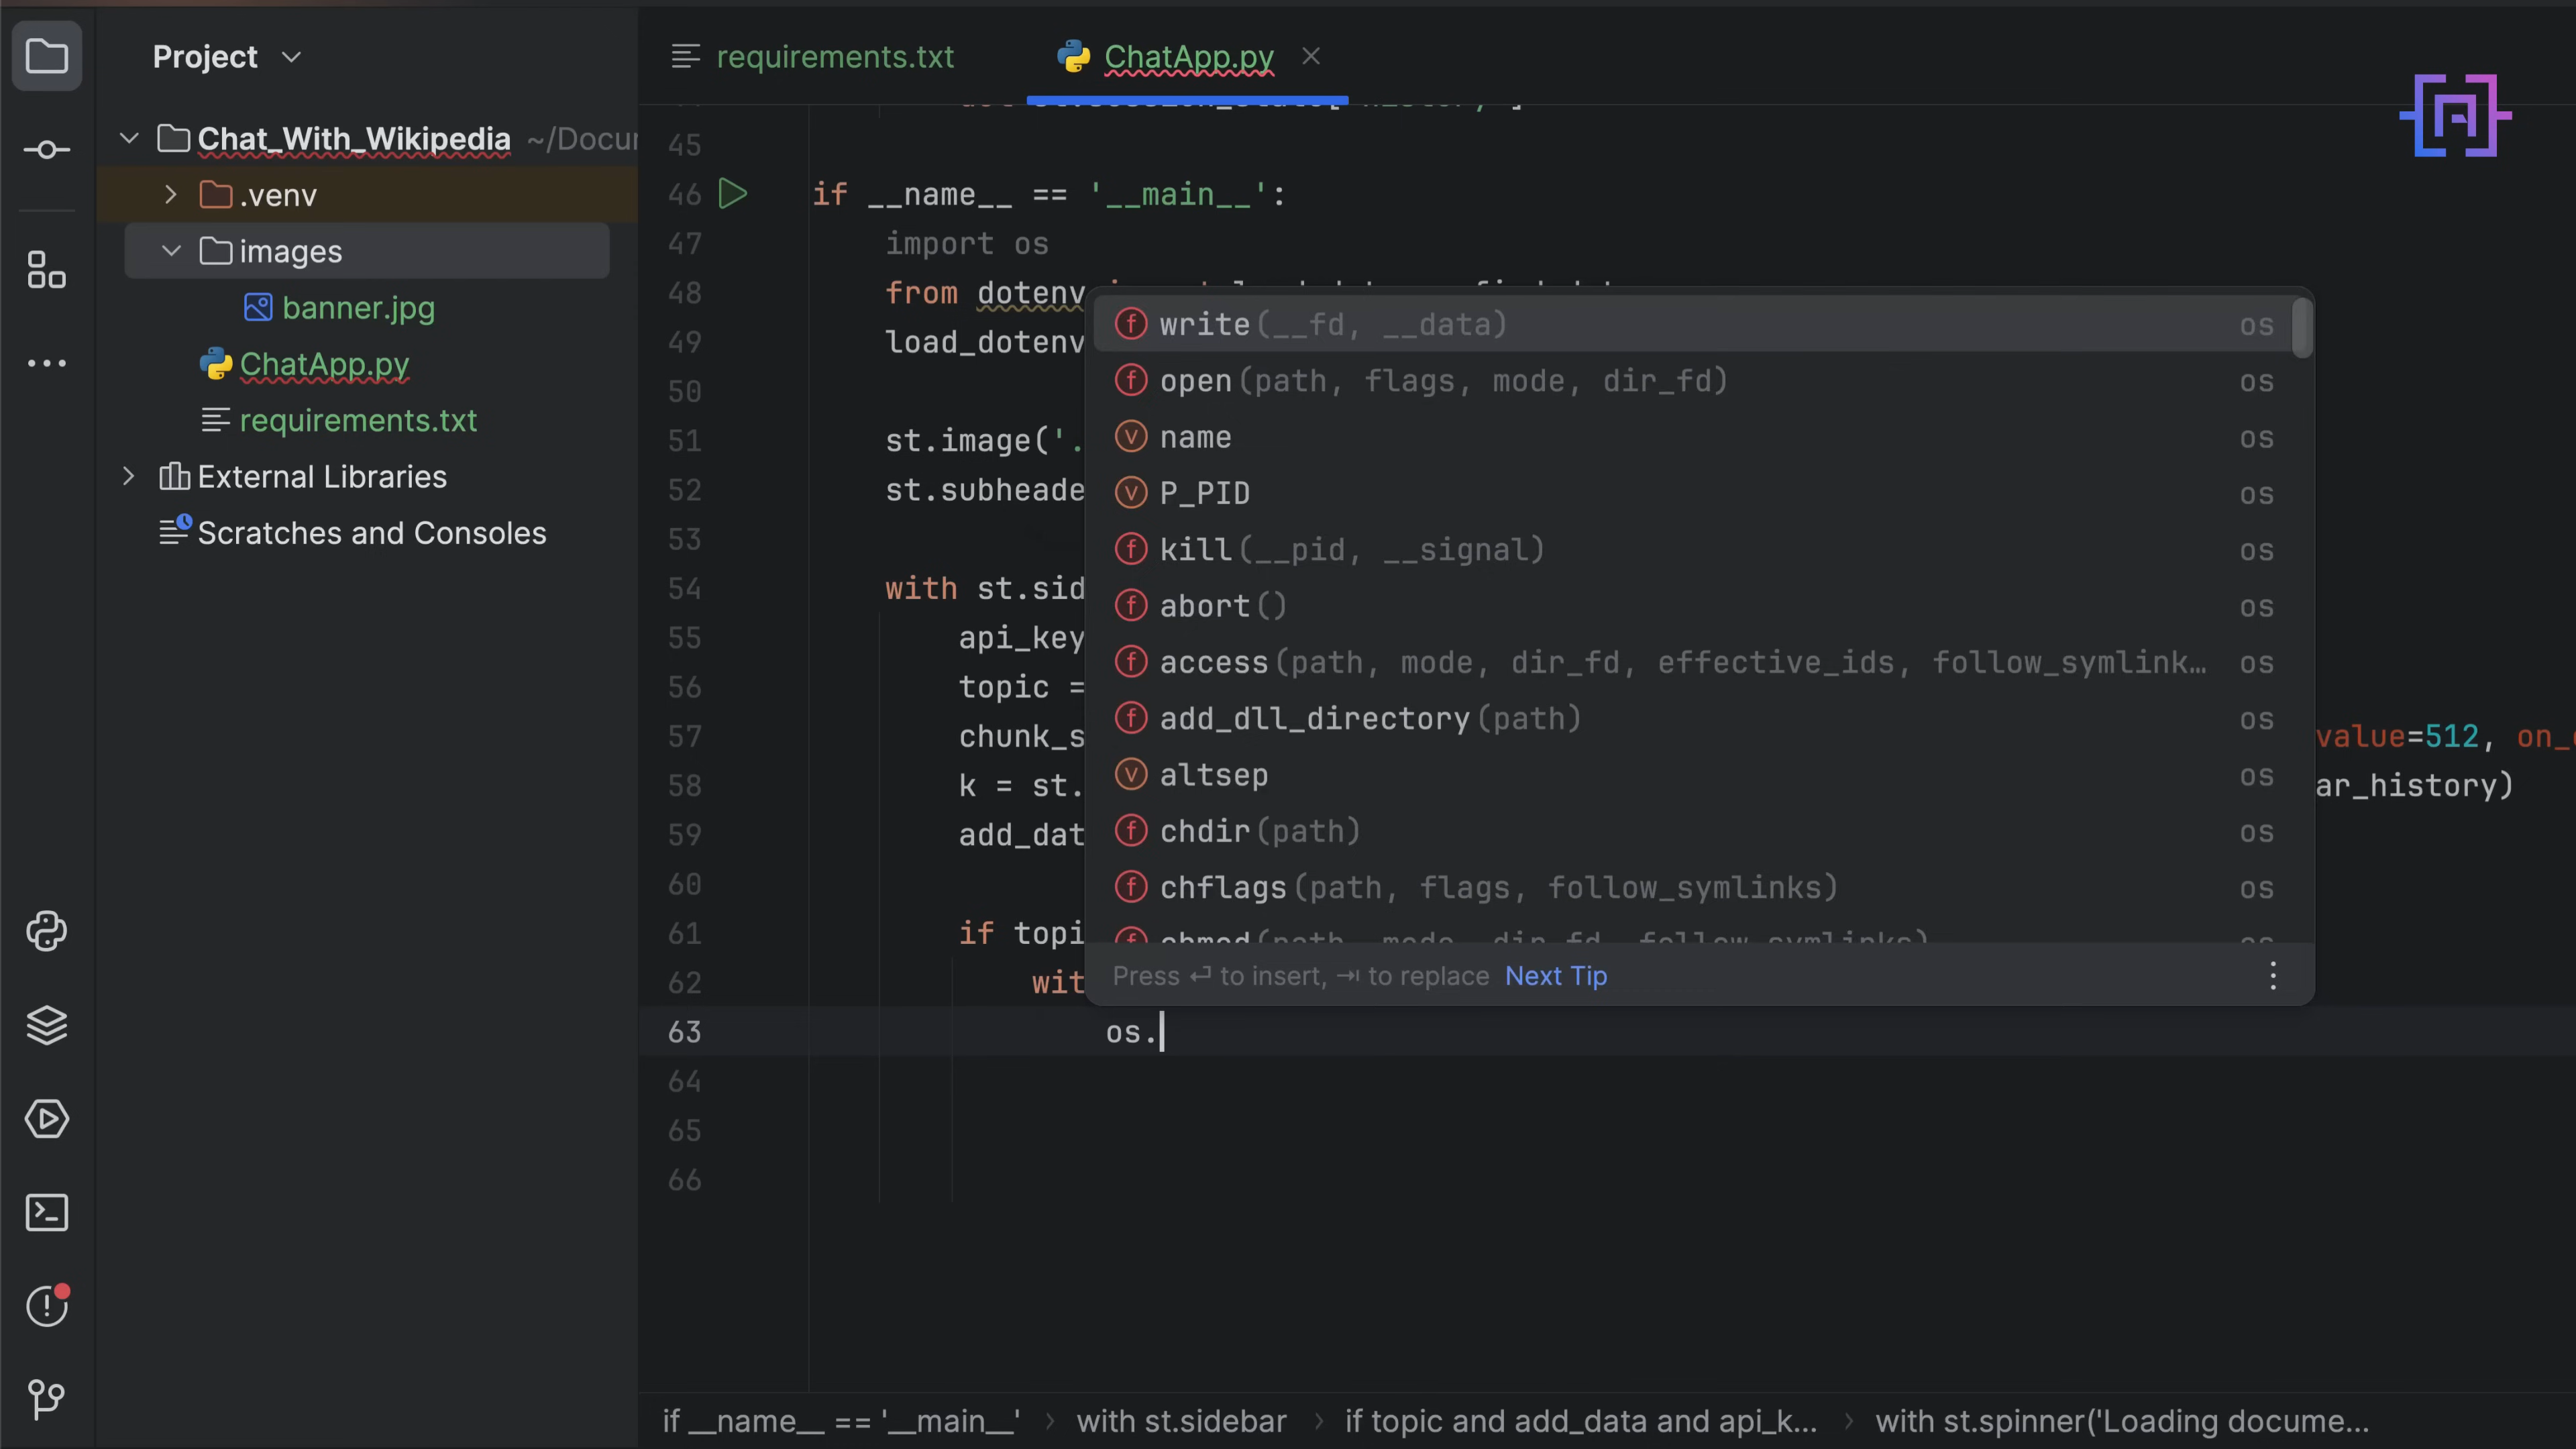 Project
Chat_With_Wikipedia ~/Docu
.venv
images
banner.jpg
ChatApp.py
requirements.txt
External Libraries
Scratches and Consoles
requirements.txt
ChatApp.py
45
46 if __name__ == '__main__':
47 import os
48 from dotenv
49 load_dotenv
50
51 st.image('.
52 st.subheade
53
54 with st.sid
55 api_key
56 topic =
57 chunk_s value=512, on_
58 k = st. ar_history)
59 add_dat
60
61 if topi
62 wit
63 os.
64
65
66
write(__fd, __data) os
open(path, flags, mode, dir_fd) os
name os
P_PID os
kill(__pid, __signal) os
abort() os
access(path, mode, dir_fd, effective_ids, follow_symlink… os
add_dll_directory(path) os
altsep os
chdir(path) os
chflags(path, flags, follow_symlinks) os
chmod(path, mode, dir_fd, follow_symlinks) os
Press ↵ to insert, ⇥ to replace Next Tip
if __name__ == '__main__' › with st.sidebar › if topic and add_data and api_k... › with st.spinner('Loading docume...